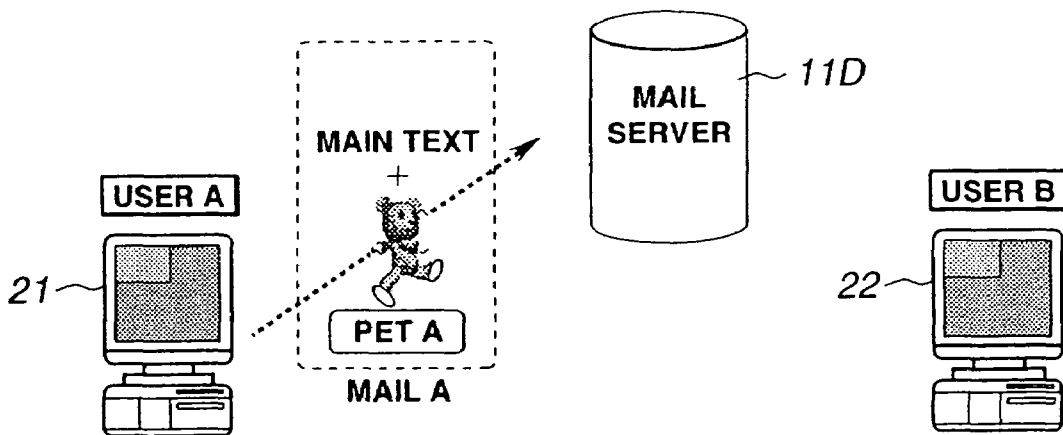 11D
MAIL
SERVER
MAIN TEXT
+
USER A
USER B
21
22
PET A
MAIL A